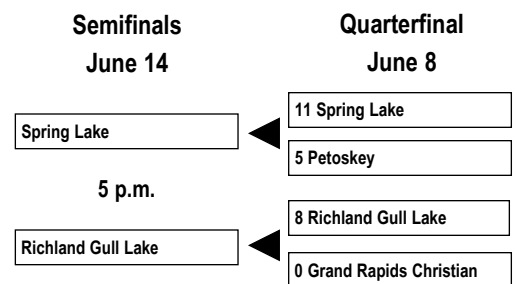 Semifinals
June 14
Quarterfinal
June 8
Spring Lake
11 Spring Lake
5 Petoskey
5 p.m.
Richland Gull Lake
8 Richland Gull Lake
0 Grand Rapids Christian